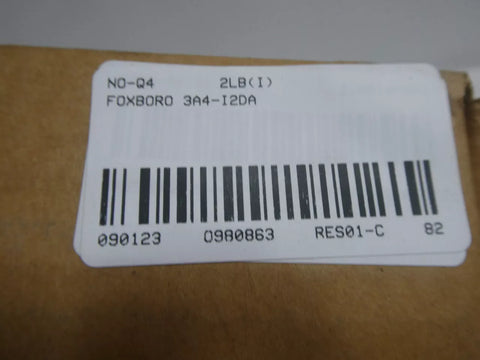 NO-Q4 2LB(I)
FOXBORO 3A4-I2DA
090123 0980863 RES01-C 82